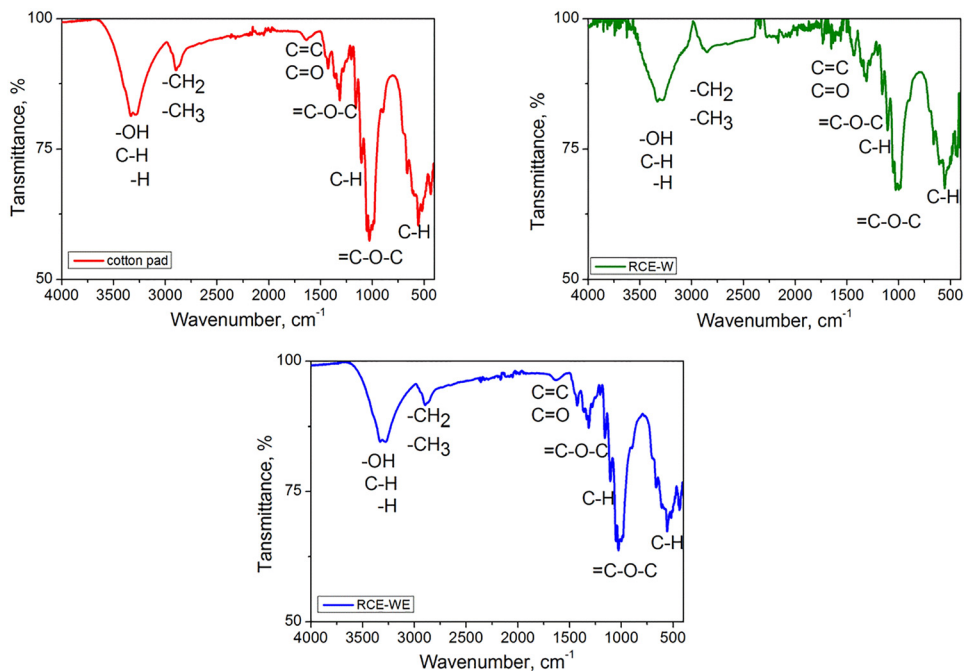 100
75
50
Tansmittance, %
-CH2
-CH3
-OH
C-H
-H
C=C
C=O
=C-O-C
C-H
=C-O-C
C-H
cotton pad
4000 3500 3000 2500 2000 1500 1000 500
Wavenumber, cm-1
100
75
50
Tansmittance, %
-CH2
-CH3
-OH
C-H
-H
C=C
C=O
=C-O-C
C-H
=C-O-C
C-H
RCE-W
4000 3500 3000 2500 2000 1500 1000 500
Wavenumber, cm-1
100
75
50
Tansmittance, %
-CH2
-CH3
-OH
C-H
-H
C=C
C=O
=C-O-C
C-H
=C-O-C
C-H
RCE-WE
4000 3500 3000 2500 2000 1500 1000 500
Wavenumber, cm-1